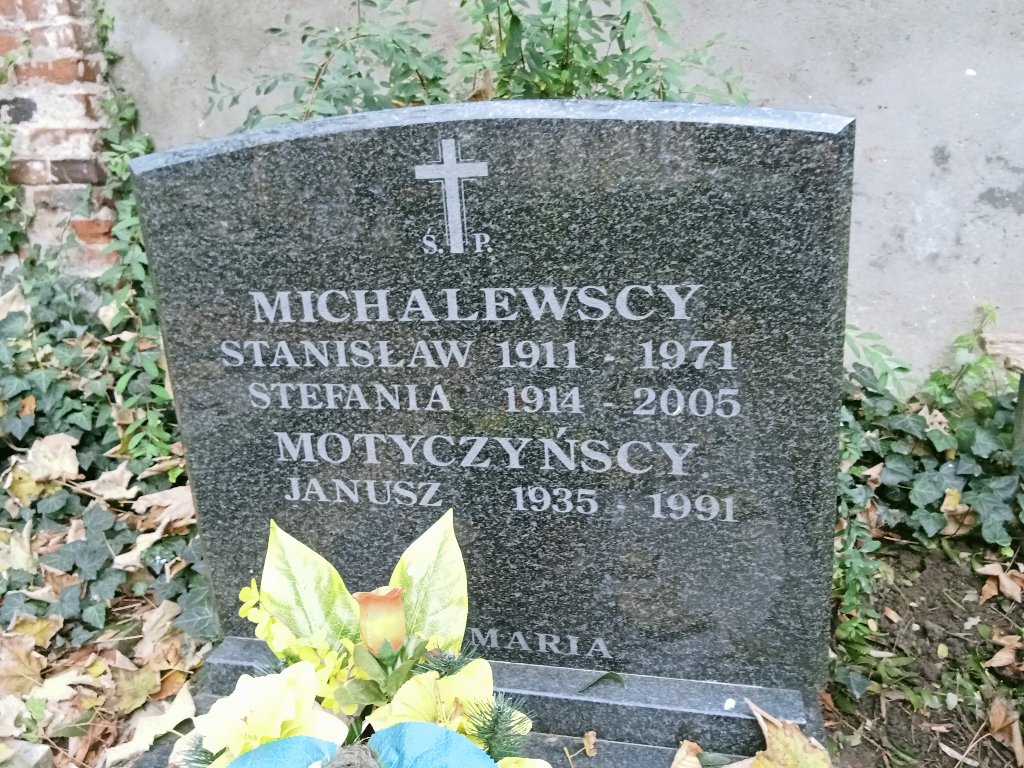 Ś. P.
MICHALEWSCY
STANISŁAW 1911 - 1971
STEFANIA 1914 - 2005
MOTYCZYŃSCY
JANUSZ 1935 - 1991
MARIA